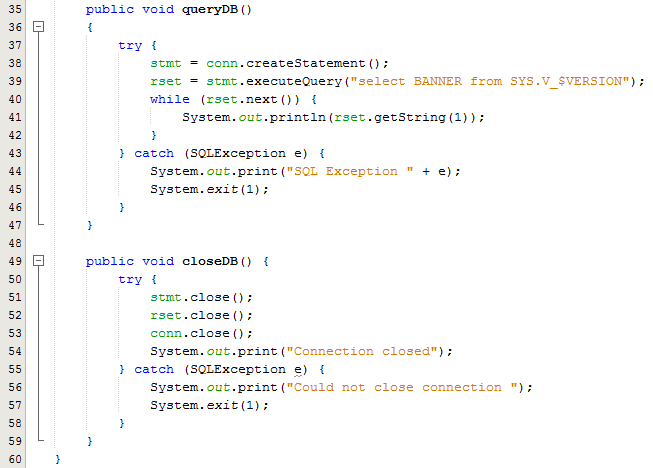 35 public void queryDB()
36 {
37 try {
38 stmt = conn.createStatement();
39 rset = stmt.executeQuery("select BANNER from SYS.V_$VERSION");
40 while (rset.next()) {
41 System.out.println(rset.getString(1));
42 }
43 } catch (SQLException e) {
44 System.out.print("SQL Exception " + e);
45 System.exit(1);
46 }
47 }
48
49 public void closeDB() {
50 try {
51 stmt.close();
52 rset.close();
53 conn.close();
54 System.out.print("Connection closed");
55 } catch (SQLException e) {
56 System.out.print("Could not close connection ");
57 System.exit(1);
58 }
59 }
60 }